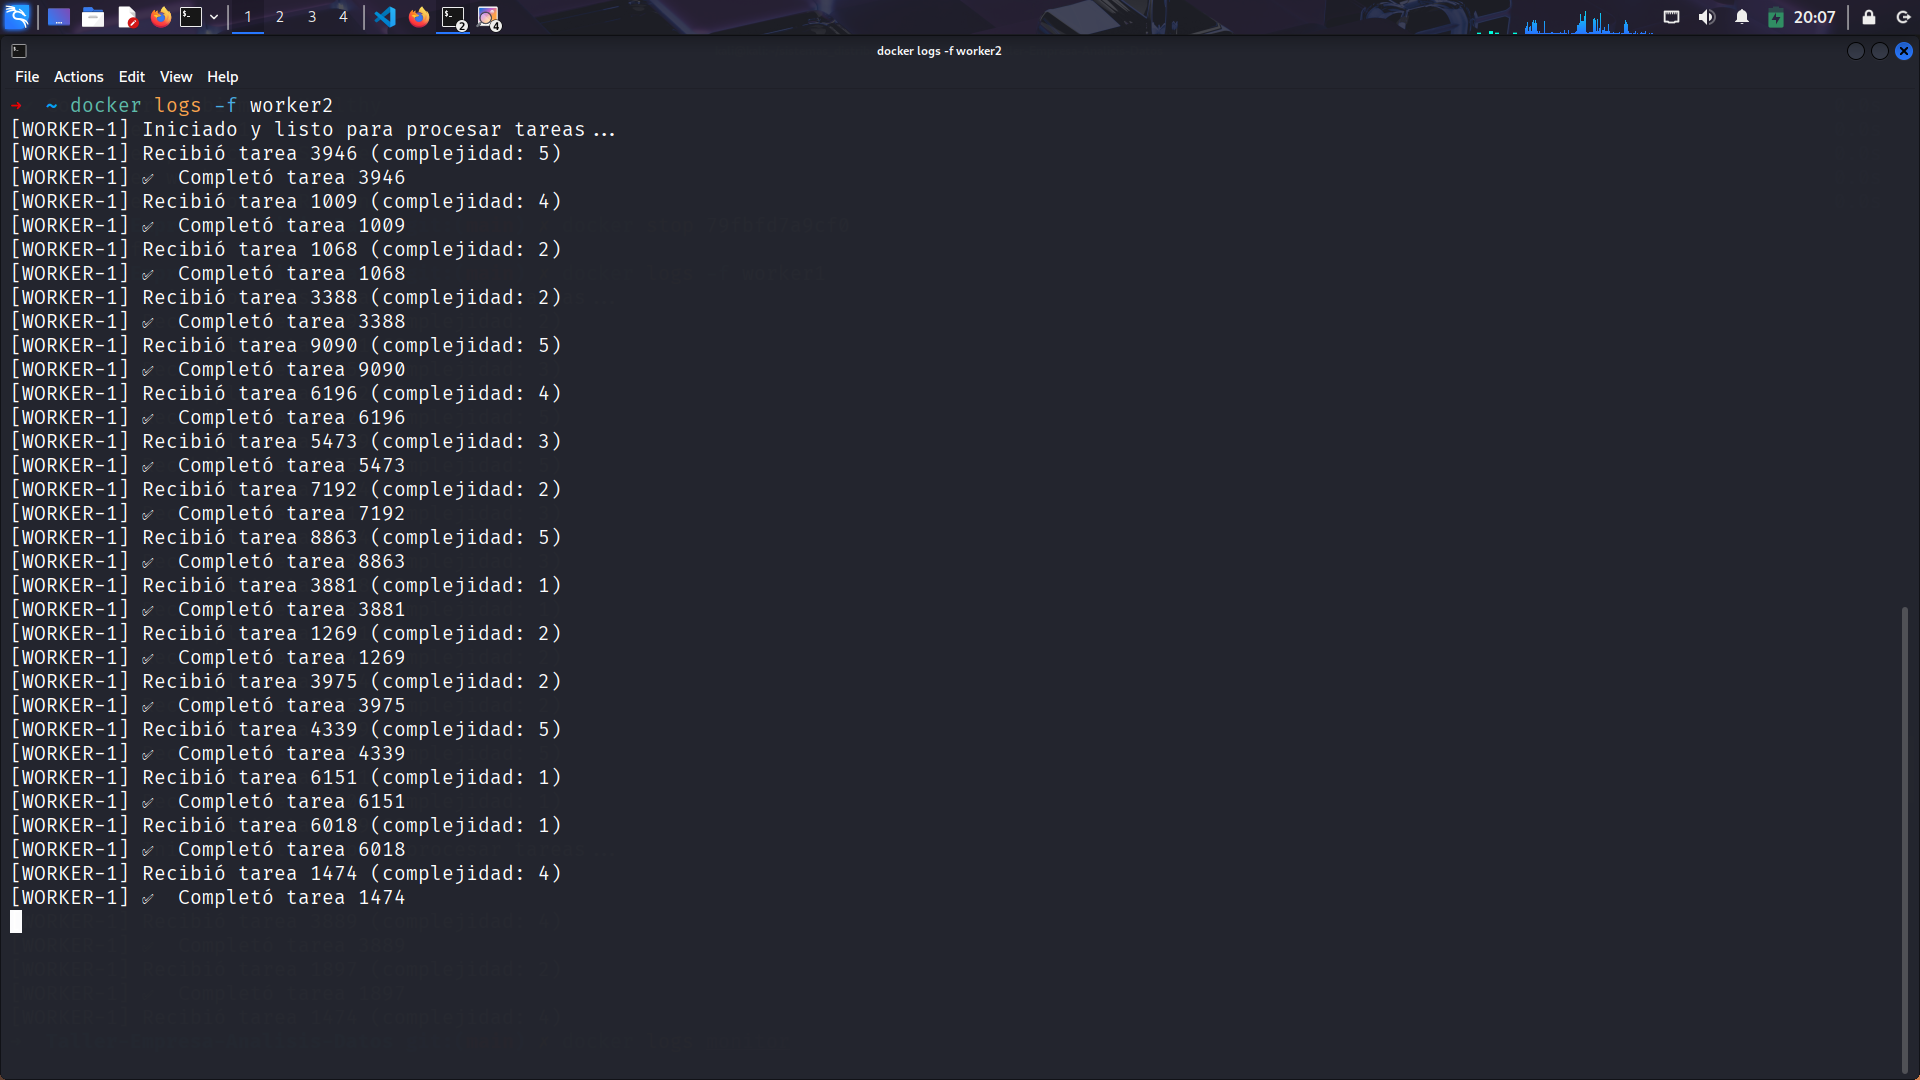 1 2 3 4 2 4 20:07
docker logs -f worker2
File Actions Edit View Help
→ ~ docker logs -f worker2
[WORKER-1] Iniciado y listo para procesar tareas...
[WORKER-1] Recibió tarea 3946 (complejidad: 5)
[WORKER-1] ✓ Completó tarea 3946
[WORKER-1] Recibió tarea 1009 (complejidad: 4)
[WORKER-1] ✓ Completó tarea 1009
[WORKER-1] Recibió tarea 1068 (complejidad: 2)
[WORKER-1] ✓ Completó tarea 1068
[WORKER-1] Recibió tarea 3388 (complejidad: 2)
[WORKER-1] ✓ Completó tarea 3388
[WORKER-1] Recibió tarea 9090 (complejidad: 5)
[WORKER-1] ✓ Completó tarea 9090
[WORKER-1] Recibió tarea 6196 (complejidad: 4)
[WORKER-1] ✓ Completó tarea 6196
[WORKER-1] Recibió tarea 5473 (complejidad: 3)
[WORKER-1] ✓ Completó tarea 5473
[WORKER-1] Recibió tarea 7192 (complejidad: 2)
[WORKER-1] ✓ Completó tarea 7192
[WORKER-1] Recibió tarea 8863 (complejidad: 5)
[WORKER-1] ✓ Completó tarea 8863
[WORKER-1] Recibió tarea 3881 (complejidad: 1)
[WORKER-1] ✓ Completó tarea 3881
[WORKER-1] Recibió tarea 1269 (complejidad: 2)
[WORKER-1] ✓ Completó tarea 1269
[WORKER-1] Recibió tarea 3975 (complejidad: 2)
[WORKER-1] ✓ Completó tarea 3975
[WORKER-1] Recibió tarea 4339 (complejidad: 5)
[WORKER-1] ✓ Completó tarea 4339
[WORKER-1] Recibió tarea 6151 (complejidad: 1)
[WORKER-1] ✓ Completó tarea 6151
[WORKER-1] Recibió tarea 6018 (complejidad: 1)
[WORKER-1] ✓ Completó tarea 6018
[WORKER-1] Recibió tarea 1474 (complejidad: 4)
[WORKER-1] ✓ Completó tarea 1474